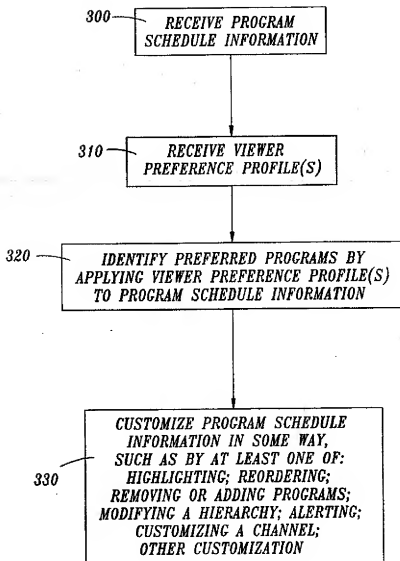 300
RECEIVE PROGRAM
SCHEDULE INFORMATION
310
RECEIVE VIEWER
PREFERENCE PROFILE(S)
320
IDENTIFY PREFERRED PROGRAMS BY
APPLYING VIEWER PREFERENCE PROFILE(S)
TO PROGRAM SCHEDULE INFORMATION
330
CUSTOMIZE PROGRAM SCHEDULE
INFORMATION IN SOME WAY,
SUCH AS BY AT LEAST ONE OF:
HIGHLIGHTING; REORDERING;
REMOVING OR ADDING PROGRAMS;
MODIFYING A HIERARCHY; ALERTING;
CUSTOMIZING A CHANNEL;
OTHER CUSTOMIZATION